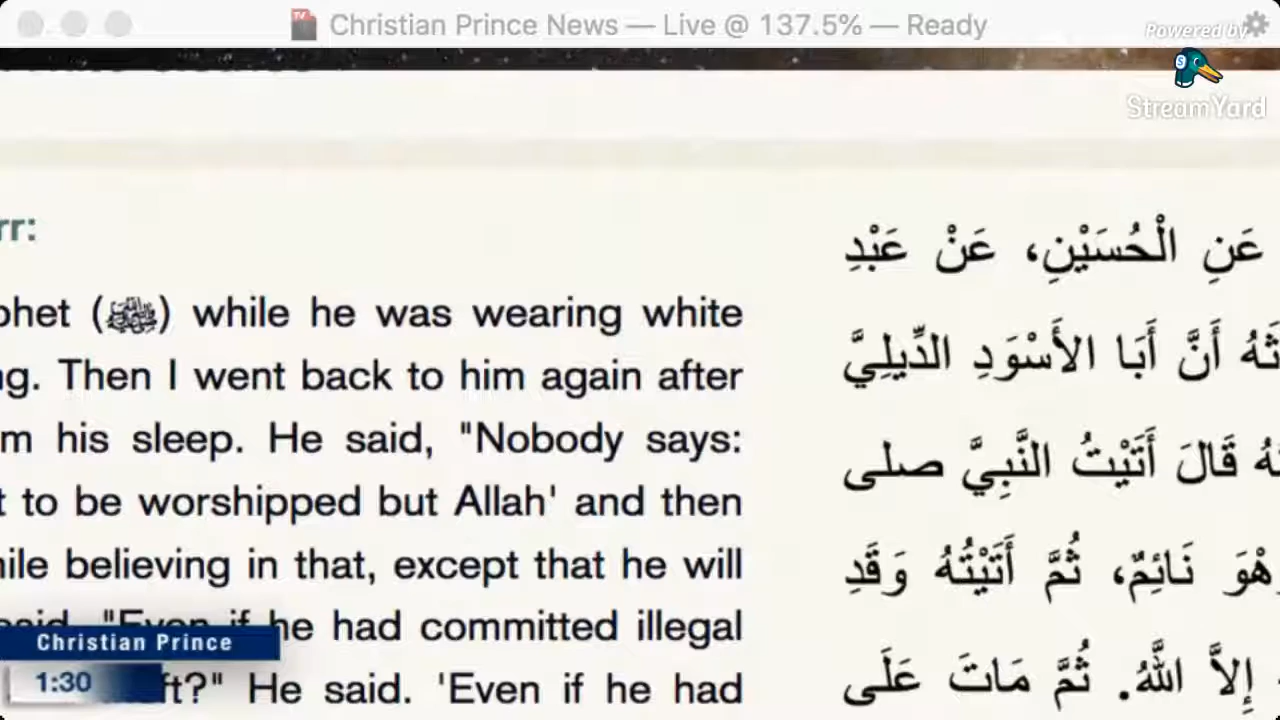 Christian Prince News — Live @ 137.5% — Ready
Powered by
StreamYard
rr:
phet (ﷺ) while he was wearing white
ng. Then I went back to him again after
m his sleep. He said, "Nobody says:
t to be worshipped but Allah' and then
hile believing in that, except that he will
said, "Even if he had committed illegal
ft?" He said. 'Even if he had
عَنِ الْحُسَيْنِ، عَنْ عَبْدِ
ثَهُ أَنَّ أَبَا الأَسْوَدِ الدِّيلِيَّ
هُ قَالَ أَتَيْتُ النَّبِيَّ صلى
وَهْوَ نَائِمٌ، ثُمَّ أَتَيْتُهُ وَقَدِ
إِلاَّ اللَّهُ. ثُمَّ مَاتَ عَلَى
Christian Prince
1:30